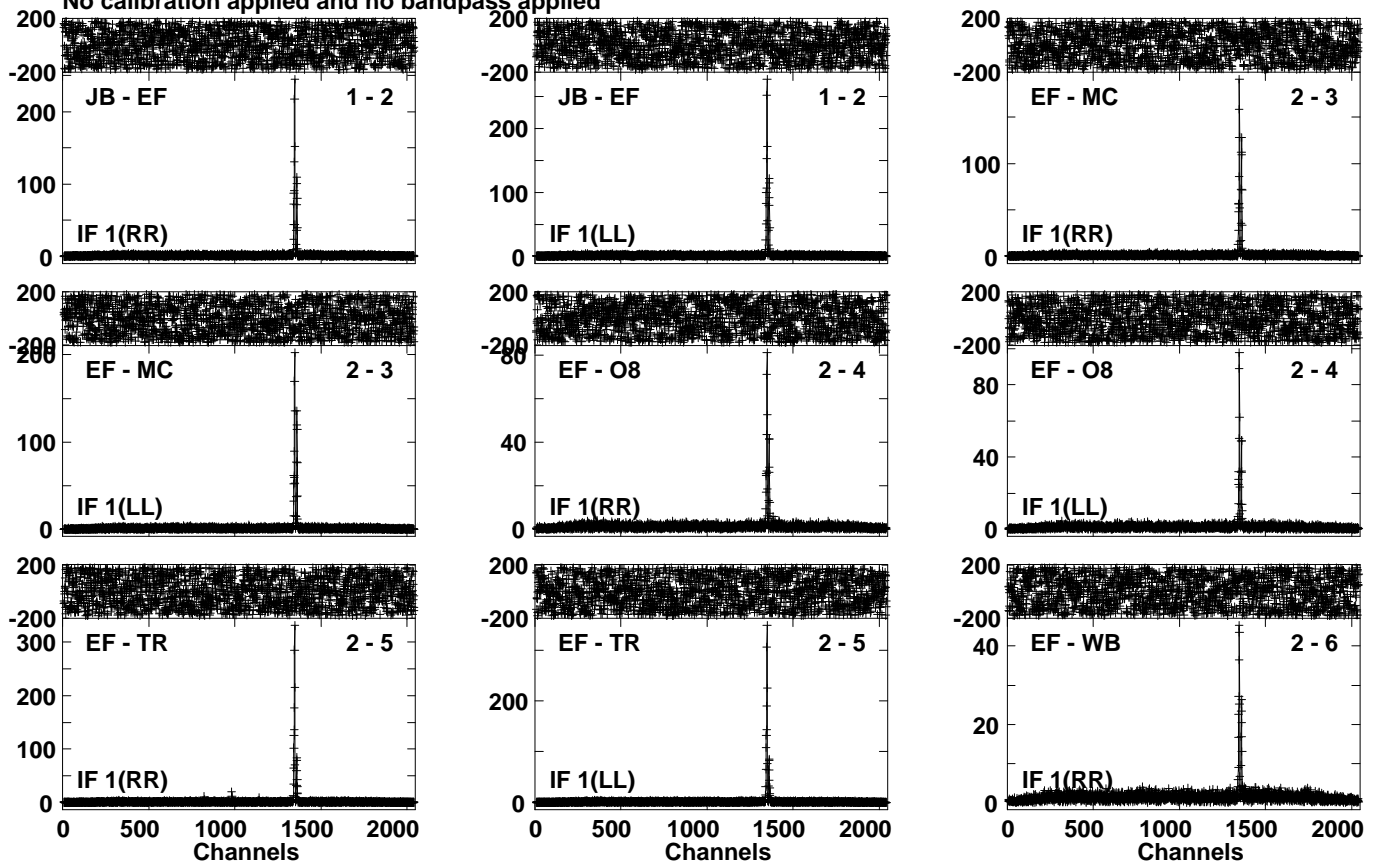 No calibration applied and no bandpass applied
200
-200
JB - EF 1 - 2
200
100
IF 1(RR)
0
200
-200
JB - EF 1 - 2
200
100
IF 1(LL)
0
200
-200
EF - MC 2 - 3
100
IF 1(RR)
0
200
-200
200
EF - MC 2 - 3
100
IF 1(LL)
0
200
-200
80
EF - O8 2 - 4
40
IF 1(RR)
0
200
-200
EF - O8 2 - 4
80
40
IF 1(LL)
0
200
-200
EF - TR 2 - 5
300
200
100
IF 1(RR)
0
0 500 1000 1500 2000
Channels
200
-200
EF - TR 2 - 5
200
IF 1(LL)
0
0 500 1000 1500 2000
Channels
200
-200
EF - WB 2 - 6
40
20
IF 1(RR)
0
0 500 1000 1500 2000
Channels